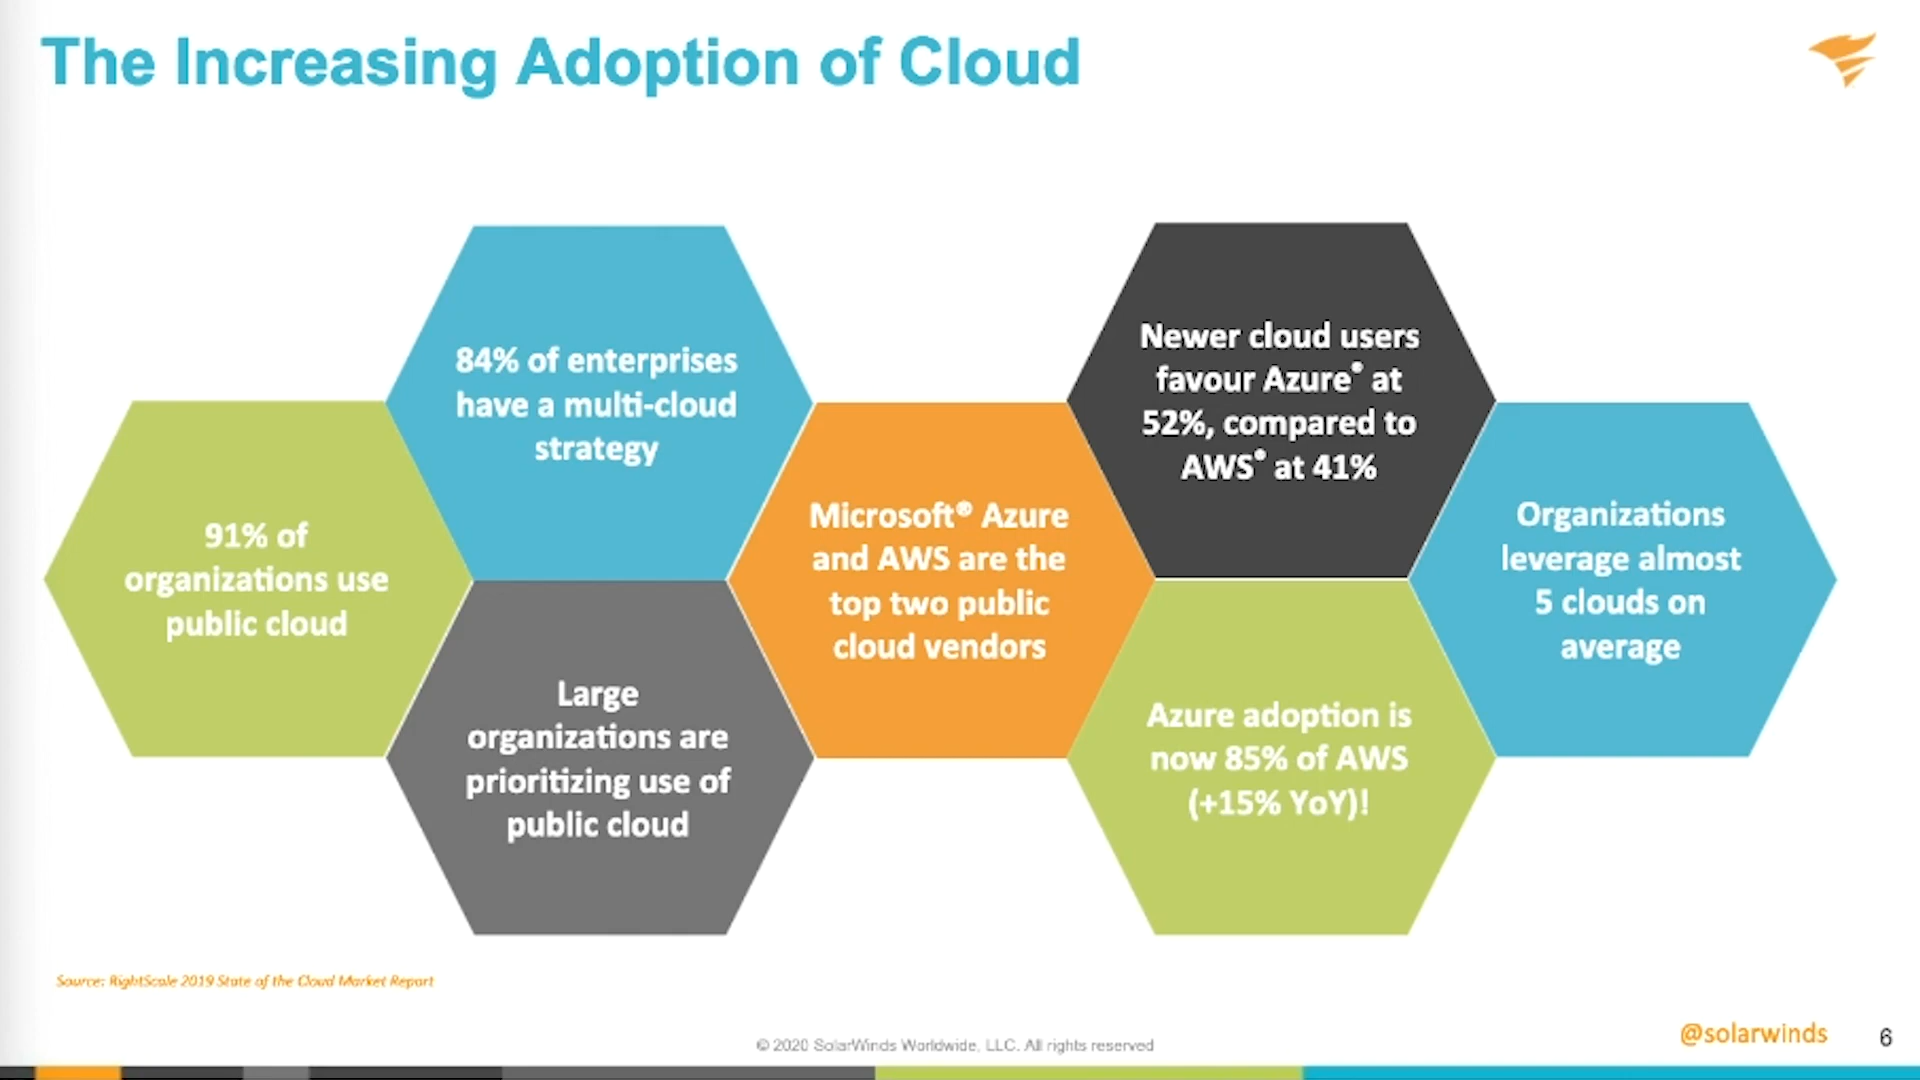 The Increasing Adoption of Cloud
91% of
organizations use
public cloud
84% of enterprises
have a multi-cloud
strategy
Large
organizations are
prioritizing use of
public cloud
Microsoft® Azure
and AWS are the
top two public
cloud vendors
Newer cloud users
favour Azure® at
52%, compared to
AWS® at 41%
Azure adoption is
now 85% of AWS
(+15% YoY)!
Organizations
leverage almost
5 clouds on
average
Source: RightScale 2019 State of the Cloud Market Report
© 2020 SolarWinds Worldwide, LLC. All rights reserved
@solarwinds
6